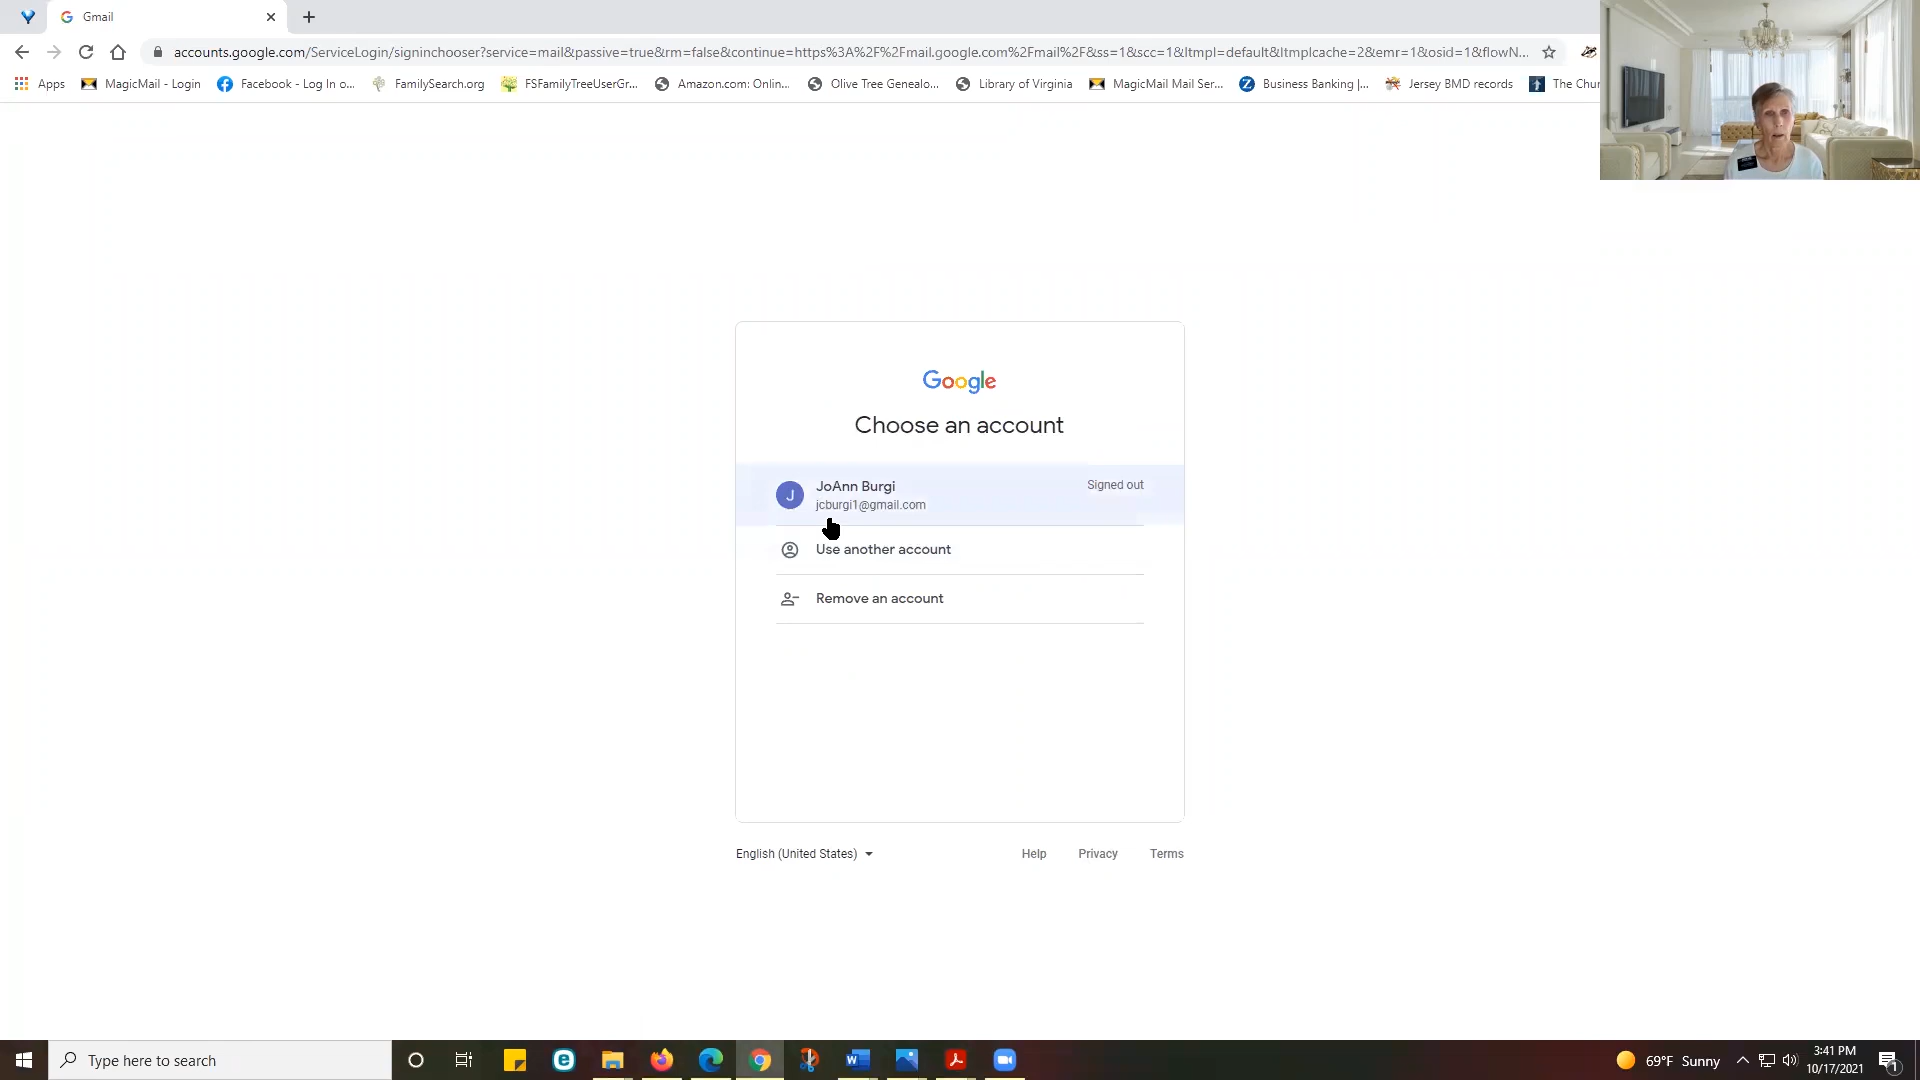 Gmail
accounts.google.com/ServiceLogin/signinchooser?service=mail&passive=true&rm=false&continue=https%3A%2F%2Fmail.google.com%2Fmail%2F&ss=1&scc=1&ltmpl=default&ltmplcache=2&emr=1&osid=1&flowN...
Apps MagicMail - Login Facebook - Log In o... FamilySearch.org FSFamilyTreeUserGr... Amazon.com: Onlin... Olive Tree Genealo... Library of Virginia MagicMail Mail Ser... Business Banking |... Jersey BMD records The Chur
Google
Choose an account
J
JoAnn Burgi
Signed out
jcburgi1@gmail.com
Use another account
Remove an account
English (United States) Help Privacy Terms
Type here to search
69°F Sunny
3:41 PM
10/17/2021
1